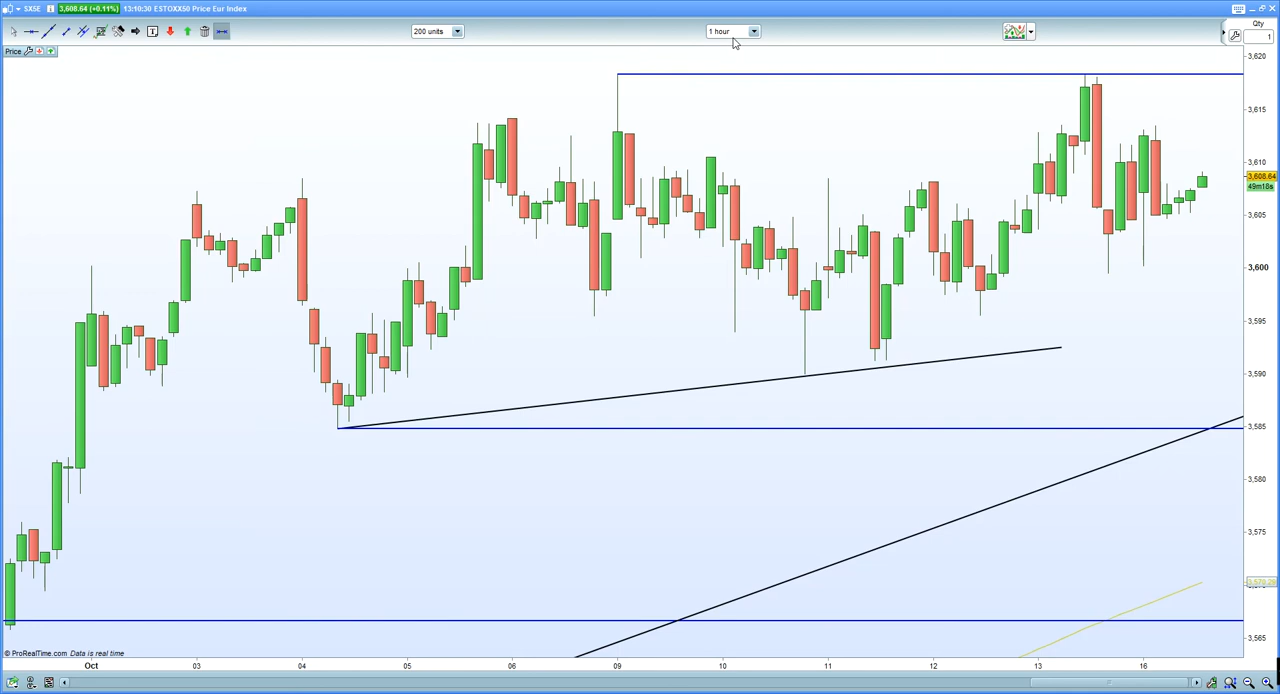 SX5E 3,608.64 (+0.11%) 13:10:30 ESTOXX50 Price Eur Index
200 units
1 hour
Qty
1
Price
3,620
3,615
3,610
3,608.64
49m18s
3,605
3,600
3,595
3,590
3,585
3,580
3,575
3,565
© ProRealTime.com Data is real time
Oct 03 04 05 06 09 10 11 12 13 16